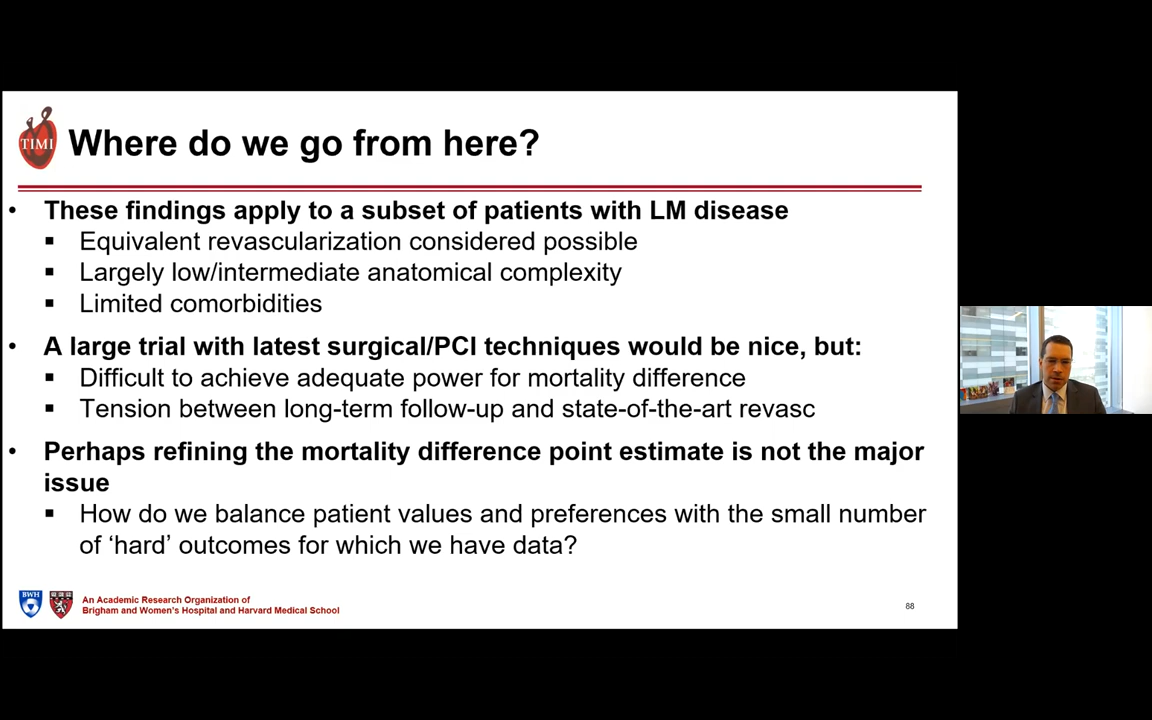 TIMI
Where do we go from here?
• These findings apply to a subset of patients with LM disease
▪ Equivalent revascularization considered possible
▪ Largely low/intermediate anatomical complexity
▪ Limited comorbidities
• A large trial with latest surgical/PCI techniques would be nice, but:
▪ Difficult to achieve adequate power for mortality difference
▪ Tension between long-term follow-up and state-of-the-art revasc
• Perhaps refining the mortality difference point estimate is not the major
issue
▪ How do we balance patient values and preferences with the small number
of ‘hard’ outcomes for which we have data?
BWH
An Academic Research Organization of
Brigham and Women’s Hospital and Harvard Medical School
88